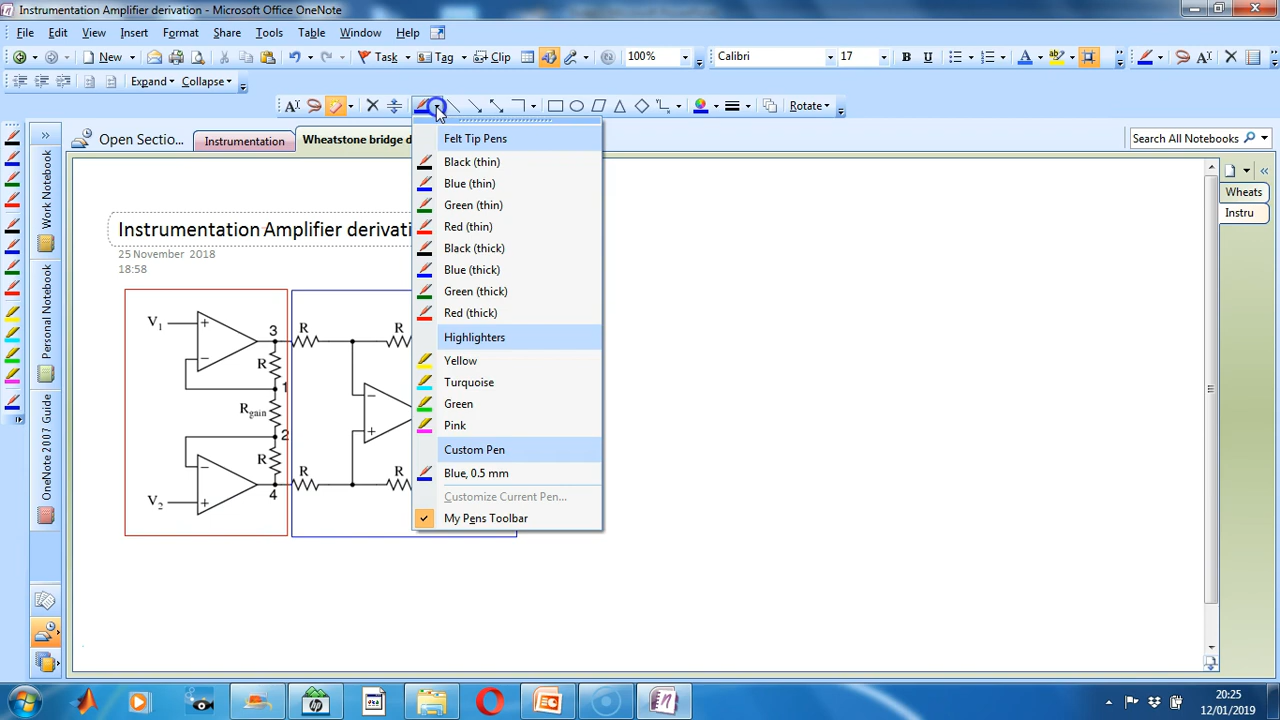 Instrumentation Amplifier derivation - Microsoft Office OneNote
File Edit View Insert Format Share Tools Table Window Help
New Task Tag Clip 100% Calibri 17 B U A ab A
Expand Collapse
A Rotate
Open Sectio... Instrumentation Wheatstone bridge d Search All Notebooks
Work Notebook
Personal Notebook
OneNote 2007 Guide
Wheats
Instru
Instrumentation Amplifier derivati
25 November 2018
18:58
Felt Tip Pens
Black (thin)
Blue (thin)
Green (thin)
Red (thin)
Black (thick)
Blue (thick)
Green (thick)
Red (thick)
Highlighters
Yellow
Turquoise
Green
Pink
Custom Pen
Blue, 0.5 mm
Customize Current Pen...
My Pens Toolbar
V1 + 3 R R
− R
1 −
Rgain
2 +
− R
V2 + 4 R R
20:25
12/01/2019